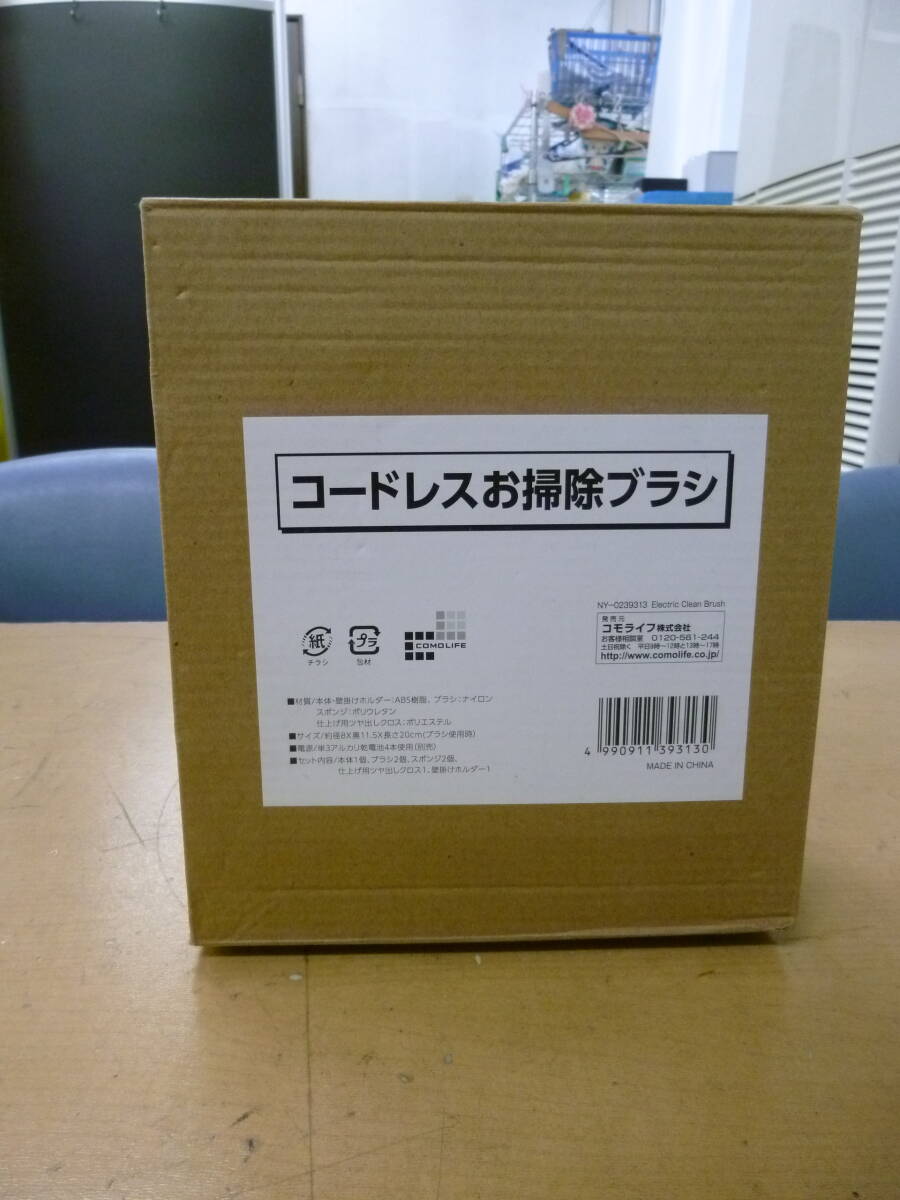 コードレスお掃除ブラシ
NY-0239313 Electric Clean Brush
発売元
コモライフ株式会社
お客様相談室 0120-561-244
土日祝除く 平日9時〜12時と13時〜17時
http://www.comolife.co.jp/
紙
チラシ
プラ
包材
COMOLIFE
■材質/本体・壁掛けホルダー:ABS樹脂、ブラシ:ナイロン
スポンジ:ポリウレタン
仕上げ用ツヤ出しクロス:ポリエステル
■サイズ/約径8X裏11.5X長さ20cm(ブラシ使用時)
■電源/単3アルカリ乾電池4本使用(別売)
■セット内容/本体1個、ブラシ2個、スポンジ2個、
仕上げ用ツヤ出しクロス1、壁掛けホルダー1
4 990911 393130
MADE IN CHINA